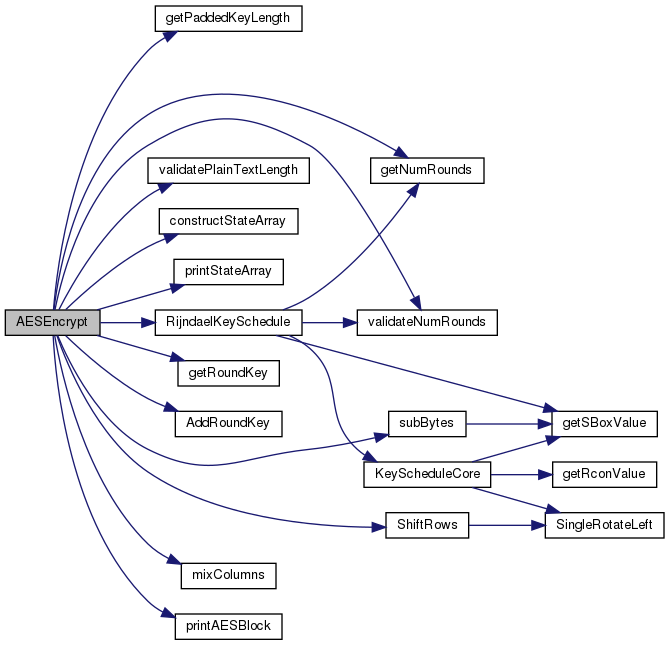 getPaddedKeyLength
validatePlainTextLength
getNumRounds
constructStateArray
printStateArray
AESEncrypt
RijndaelKeySchedule
validateNumRounds
getRoundKey
AddRoundKey
subBytes
getSBoxValue
KeyScheduleCore
getRconValue
ShiftRows
SingleRotateLeft
mixColumns
printAESBlock